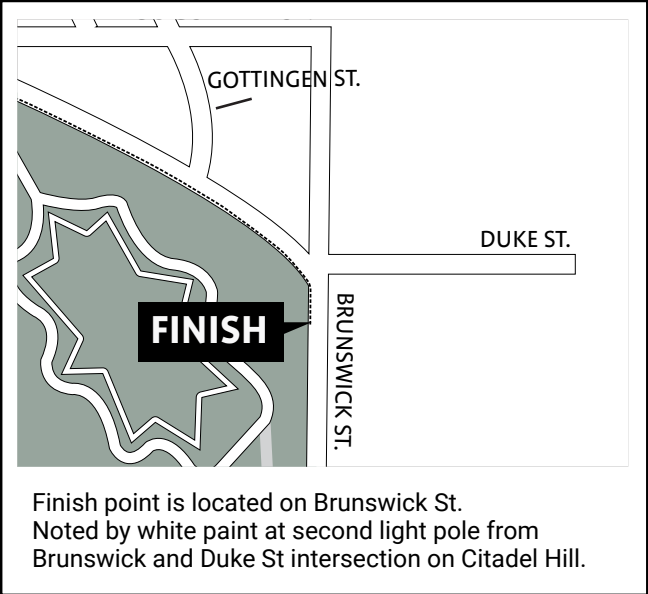 GOTTINGEN ST.
DUKE ST.
BRUNSWICK ST.
FINISH
Finish point is located on Brunswick St.
Noted by white paint at second light pole from
Brunswick and Duke St intersection on Citadel Hill.